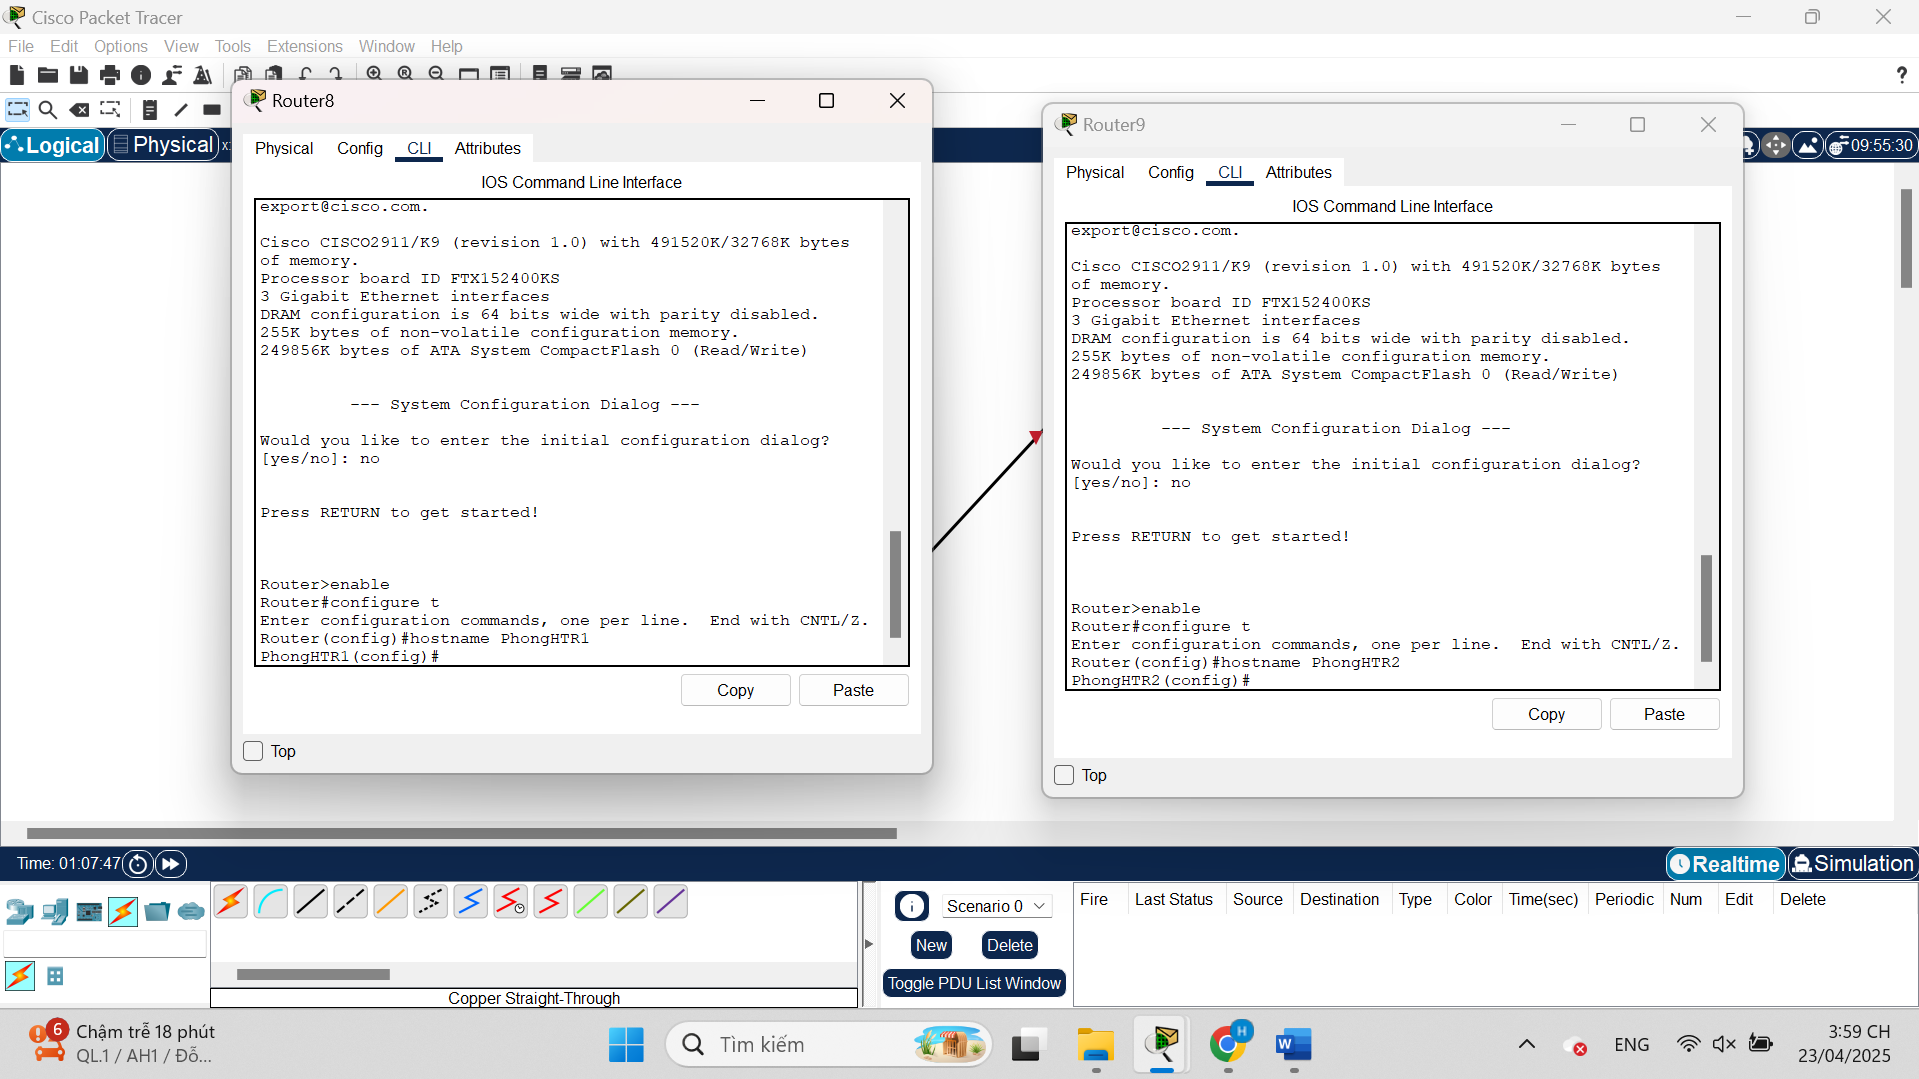 Cisco Packet Tracer
File Edit Options View Tools Extensions Window Help
Logical Physical
09:55:30
Router8
Physical Config CLI Attributes
IOS Command Line Interface
export@cisco.com.
Cisco CISCO2911/K9 (revision 1.0) with 491520K/32768K bytes
of memory.
Processor board ID FTX152400KS
3 Gigabit Ethernet interfaces
DRAM configuration is 64 bits wide with parity disabled.
255K bytes of non-volatile configuration memory.
249856K bytes of ATA System CompactFlash 0 (Read/Write)
--- System Configuration Dialog ---
Would you like to enter the initial configuration dialog?
[yes/no]: no
Press RETURN to get started!
Router>enable
Router#configure t
Enter configuration commands, one per line.  End with CNTL/Z.
Router(config)#hostname PhongHTR1
PhongHTR1(config)#
Copy Paste
Top
Router9
Physical Config CLI Attributes
IOS Command Line Interface
export@cisco.com.
Cisco CISCO2911/K9 (revision 1.0) with 491520K/32768K bytes
of memory.
Processor board ID FTX152400KS
3 Gigabit Ethernet interfaces
DRAM configuration is 64 bits wide with parity disabled.
255K bytes of non-volatile configuration memory.
249856K bytes of ATA System CompactFlash 0 (Read/Write)
--- System Configuration Dialog ---
Would you like to enter the initial configuration dialog?
[yes/no]: no
Press RETURN to get started!
Router>enable
Router#configure t
Enter configuration commands, one per line.  End with CNTL/Z.
Router(config)#hostname PhongHTR2
PhongHTR2(config)#
Copy Paste
Top
Time: 01:07:47
Realtime Simulation
Scenario 0
New Delete
Toggle PDU List Window
Fire Last Status Source Destination Type Color Time(sec) Periodic Num Edit Delete
Copper Straight-Through
6
Chậm trễ 18 phút
QL.1 / AH1 / Đỗ...
Tìm kiếm
H
W
ENG
3:59 CH
23/04/2025